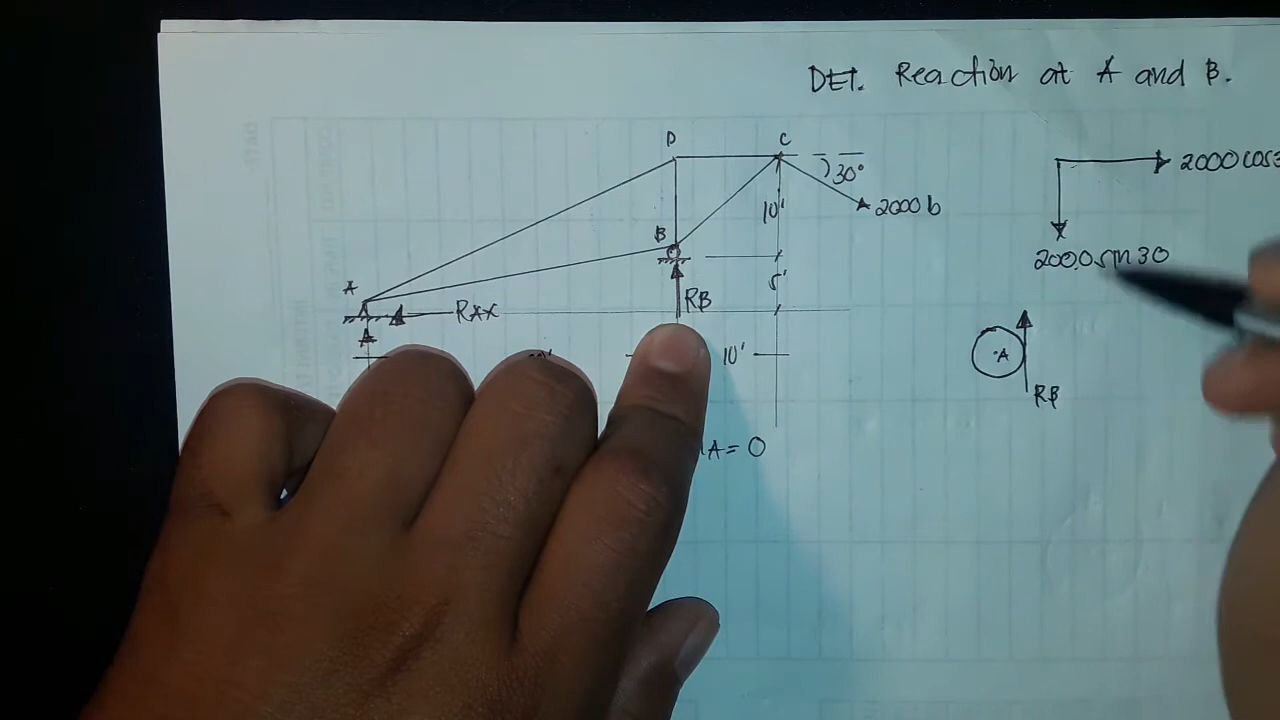 DET. Reaction at A and B.
D
C
30°
2000 cos
10'
2000 lb
B
2000 sin 30
5'
A
RB
RAX
A
10'
RB
A = 0